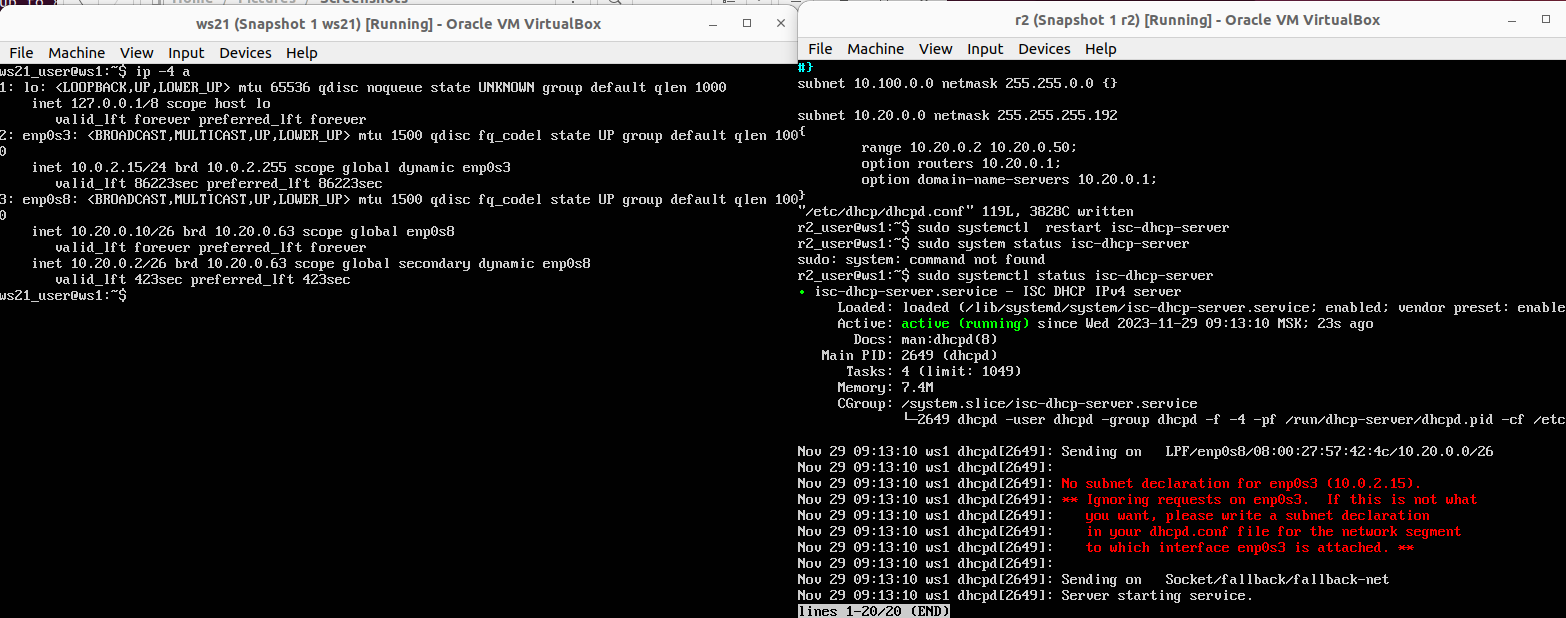 Home / Pictures / Screenshots
ws21 (Snapshot 1 ws21) [Running] - Oracle VM VirtualBox
File Machine View Input Devices Help
ws21_user@ws1:~$ ip -4 a
1: lo: <LOOPBACK,UP,LOWER_UP> mtu 65536 qdisc noqueue state UNKNOWN group default qlen 1000
    inet 127.0.0.1/8 scope host lo
       valid_lft forever preferred_lft forever
2: enp0s3: <BROADCAST,MULTICAST,UP,LOWER_UP> mtu 1500 qdisc fq_codel state UP group default qlen 100
0
    inet 10.0.2.15/24 brd 10.0.2.255 scope global dynamic enp0s3
       valid_lft 86223sec preferred_lft 86223sec
3: enp0s8: <BROADCAST,MULTICAST,UP,LOWER_UP> mtu 1500 qdisc fq_codel state UP group default qlen 100
0
    inet 10.20.0.10/26 brd 10.20.0.63 scope global enp0s8
       valid_lft forever preferred_lft forever
    inet 10.20.0.2/26 brd 10.20.0.63 scope global secondary dynamic enp0s8
       valid_lft 423sec preferred_lft 423sec
ws21_user@ws1:~$
r2 (Snapshot 1 r2) [Running] - Oracle VM VirtualBox
File Machine View Input Devices Help
#}
subnet 10.100.0.0 netmask 255.255.0.0 {}
subnet 10.20.0.0 netmask 255.255.255.192
{
        range 10.20.0.2 10.20.0.50;
        option routers 10.20.0.1;
        option domain-name-servers 10.20.0.1;
}
"/etc/dhcp/dhcpd.conf" 119L, 3828C written
r2_user@ws1:~$ sudo systemctl  restart isc-dhcp-server
r2_user@ws1:~$ sudo system status isc-dhcp-server
sudo: system: command not found
r2_user@ws1:~$ sudo systemctl status isc-dhcp-server
• isc-dhcp-server.service - ISC DHCP IPv4 server
     Loaded: loaded (/lib/systemd/system/isc-dhcp-server.service; enabled; vendor preset: enable
     Active: active (running) since Wed 2023-11-29 09:13:10 MSK; 23s ago
       Docs: man:dhcpd(8)
   Main PID: 2649 (dhcpd)
      Tasks: 4 (limit: 1049)
     Memory: 7.4M
     CGroup: /system.slice/isc-dhcp-server.service
             └─2649 dhcpd -user dhcpd -group dhcpd -f -4 -pf /run/dhcp-server/dhcpd.pid -cf /etc
Nov 29 09:13:10 ws1 dhcpd[2649]: Sending on   LPF/enp0s8/08:00:27:57:42:4c/10.20.0.0/26
Nov 29 09:13:10 ws1 dhcpd[2649]:
Nov 29 09:13:10 ws1 dhcpd[2649]: No subnet declaration for enp0s3 (10.0.2.15).
Nov 29 09:13:10 ws1 dhcpd[2649]: ** Ignoring requests on enp0s3.  If this is not what
Nov 29 09:13:10 ws1 dhcpd[2649]:    you want, please write a subnet declaration
Nov 29 09:13:10 ws1 dhcpd[2649]:    in your dhcpd.conf file for the network segment
Nov 29 09:13:10 ws1 dhcpd[2649]:    to which interface enp0s3 is attached. **
Nov 29 09:13:10 ws1 dhcpd[2649]:
Nov 29 09:13:10 ws1 dhcpd[2649]: Sending on   Socket/fallback/fallback-net
Nov 29 09:13:10 ws1 dhcpd[2649]: Server starting service.
lines 1-20/20 (END)